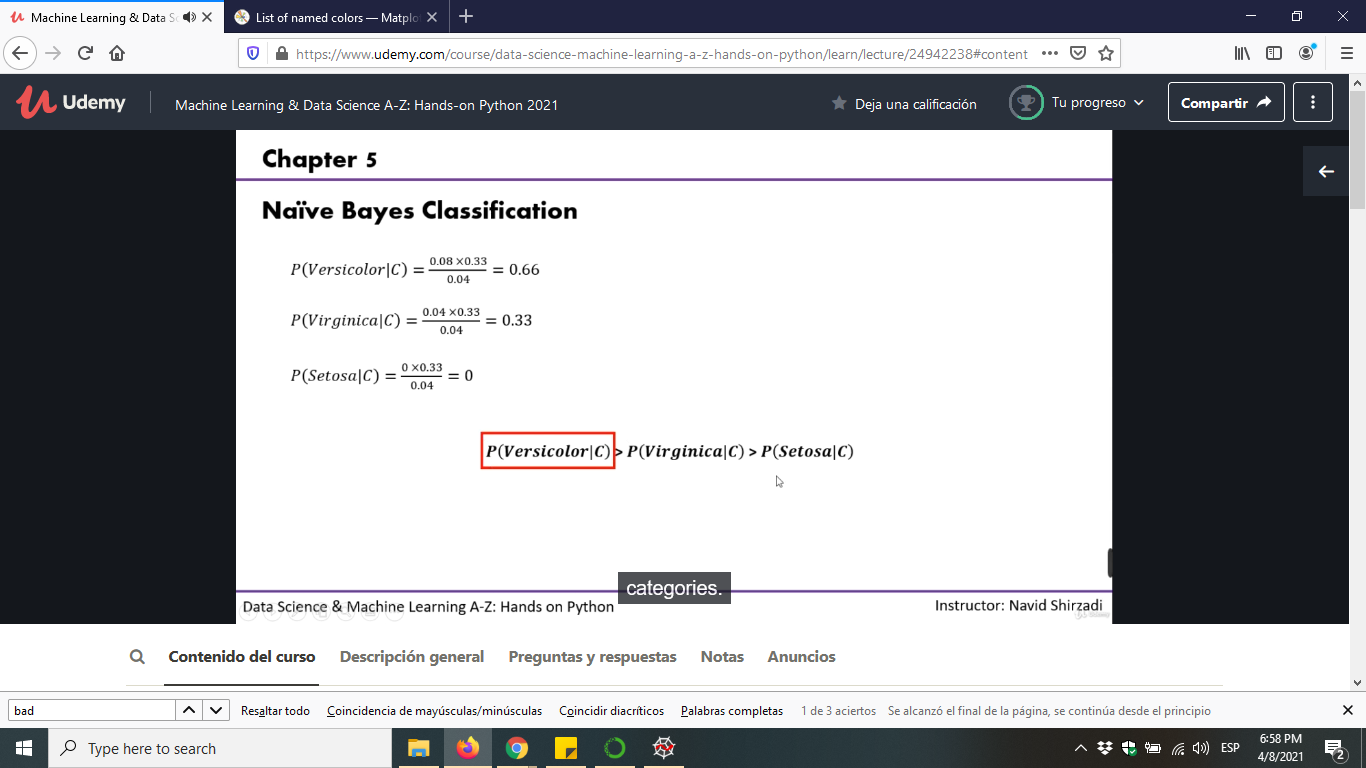 Machine Learning & Data Sc
List of named colors — Matplo
https://www.udemy.com/course/data-science-machine-learning-a-z-hands-on-python/learn/lecture/24942238#content
Udemy
Machine Learning & Data Science A-Z: Hands-on Python 2021
Deja una calificación
Tu progreso
Compartir
Chapter 5
Naïve Bayes Classification
P(Versicolor|C) = 0.08 ×0.33 / 0.04 = 0.66
P(Virginica|C) = 0.04 ×0.33 / 0.04 = 0.33
P(Setosa|C) = 0 ×0.33 / 0.04 = 0
P(Versicolor|C) > P(Virginica|C) > P(Setosa|C)
categories.
Data Science & Machine Learning A-Z: Hands on Python
Instructor: Navid Shirzadi
Contenido del curso
Descripción general
Preguntas y respuestas
Notas
Anuncios
bad
Resaltar todo
Coincidencia de mayúsculas/minúsculas
Coincidir diacríticos
Palabras completas
1 de 3 aciertos
Se alcanzó el final de la página, se continúa desde el principio
Type here to search
ESP
6:58 PM
4/8/2021
2